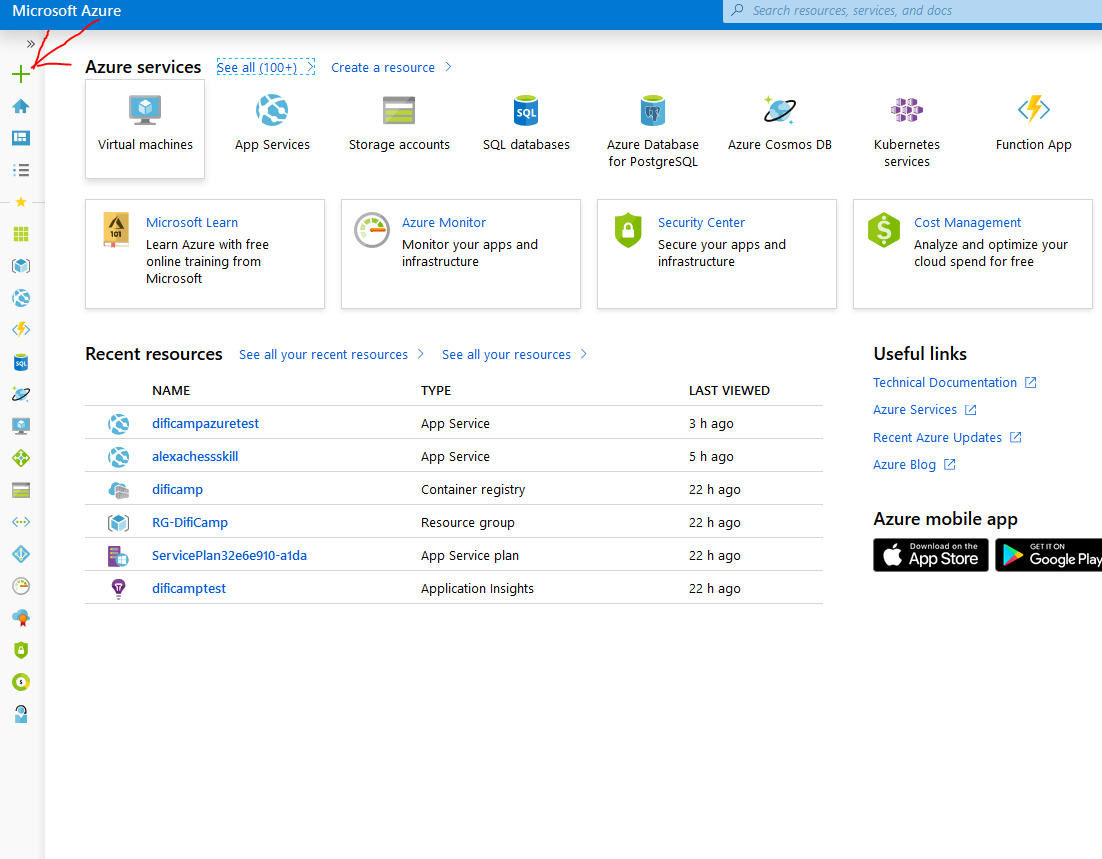 Microsoft Azure
Search resources, services, and docs
»
Azure services
See all (100+)
Create a resource
Virtual machines
App Services
Storage accounts
SQL
SQL databases
Azure Database
for PostgreSQL
Azure Cosmos DB
Kubernetes
services
Function App
101
Microsoft Learn
Learn Azure with free
online training from
Microsoft
Azure Monitor
Monitor your apps and
infrastructure
Security Center
Secure your apps and
infrastructure
$
Cost Management
Analyze and optimize your
cloud spend for free
SQL
Recent resources
See all your recent resources
See all your resources
NAME TYPE LAST VIEWED
dificampazuretest App Service 3 h ago
alexachessskill App Service 5 h ago
dificamp Container registry 22 h ago
RG-DifiCamp Resource group 22 h ago
ServicePlan32e6e910-a1da App Service plan 22 h ago
dificamptest Application Insights 22 h ago
Useful links
Technical Documentation
Azure Services
Recent Azure Updates
Azure Blog
Azure mobile app
Download on the
App Store
GET IT ON
Google Play